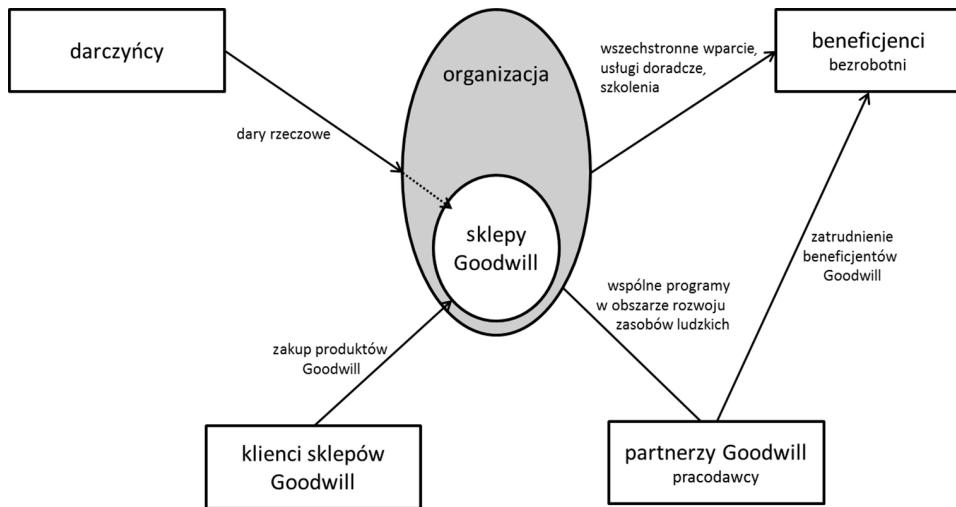 darczyńcy
organizacja
wszechstronne wparcie,
usługi doradcze,
szkolenia
beneficjenci
bezrobotni
dary rzeczowe
sklepy
Goodwill
zatrudnienie
beneficjentów
Goodwill
wspólne programy
w obszarze rozwoju
zasobów ludzkich
zakup produktów
Goodwill
klienci sklepów
Goodwill
partnerzy Goodwill
pracodawcy